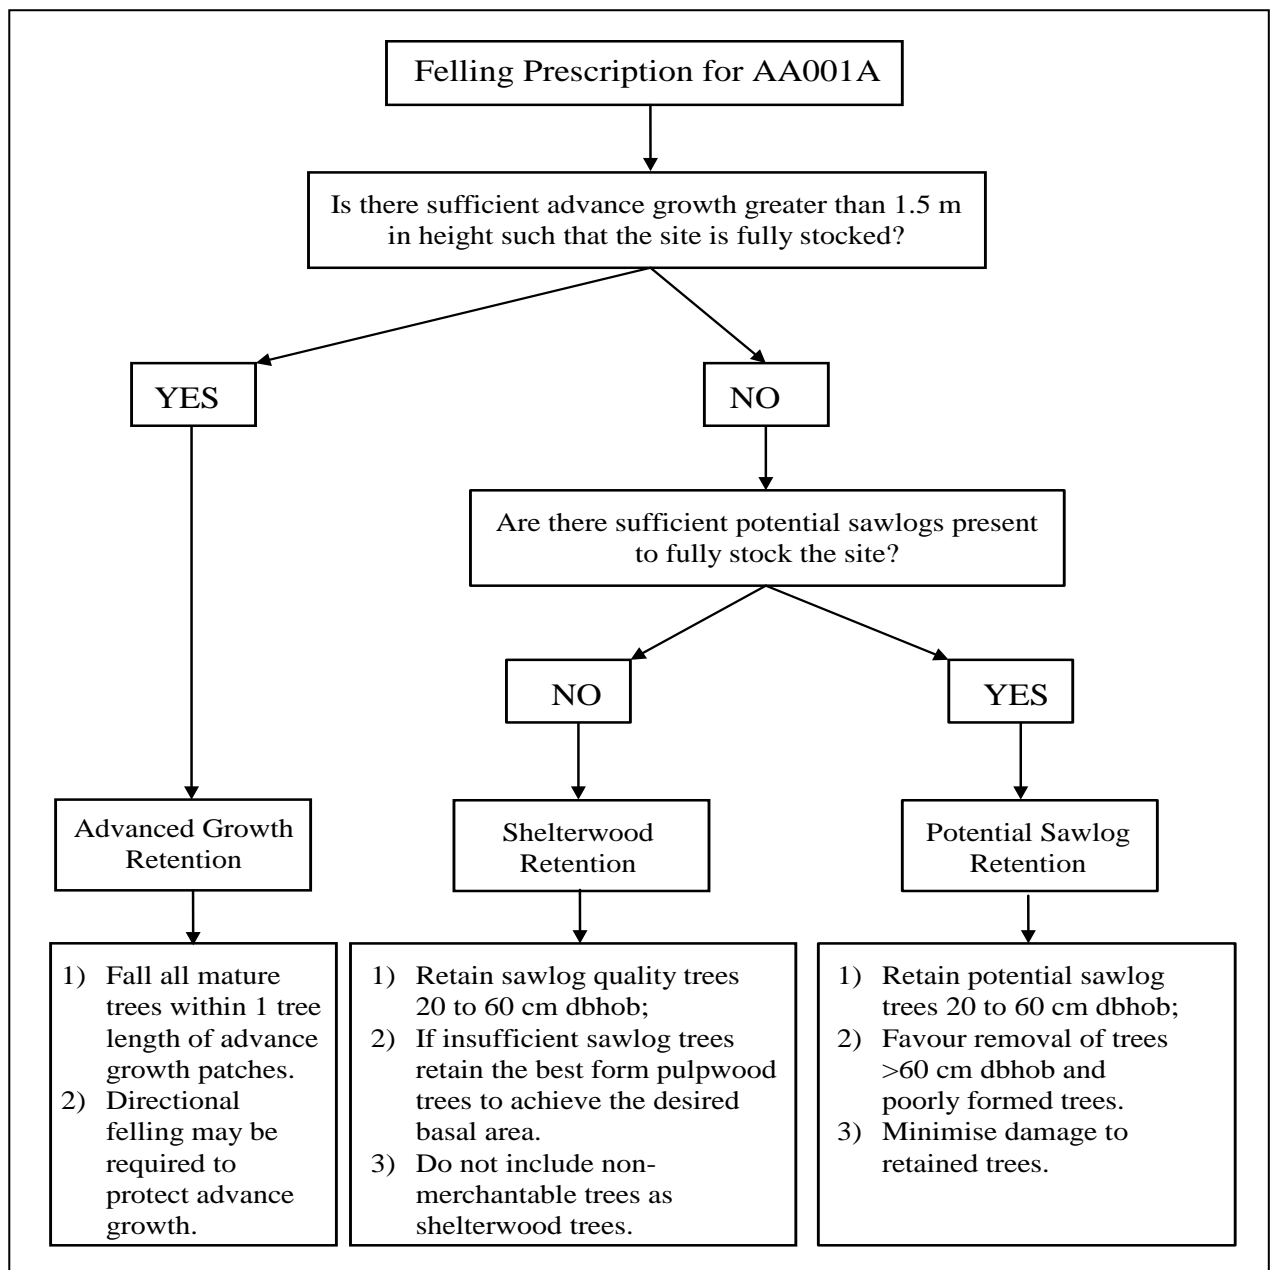 Felling Prescription for AA001A
Is there sufficient advance growth greater than 1.5 m
in height such that the site is fully stocked?
YES
NO
Are there sufficient potential sawlogs present
to fully stock the site?
NO
YES
Advanced Growth
Retention
Shelterwood
Retention
Potential Sawlog
Retention
1) Fall all mature
trees within 1 tree
length of advance
growth patches.
2) Directional
felling may be
required to
protect advance
growth.
1) Retain sawlog quality trees
20 to 60 cm dbhob;
2) If insufficient sawlog trees
retain the best form pulpwood
trees to achieve the desired
basal area.
3) Do not include non-
merchantable trees as
shelterwood trees.
1) Retain potential sawlog
trees 20 to 60 cm dbhob;
2) Favour removal of trees
>60 cm dbhob and
poorly formed trees.
3) Minimise damage to
retained trees.